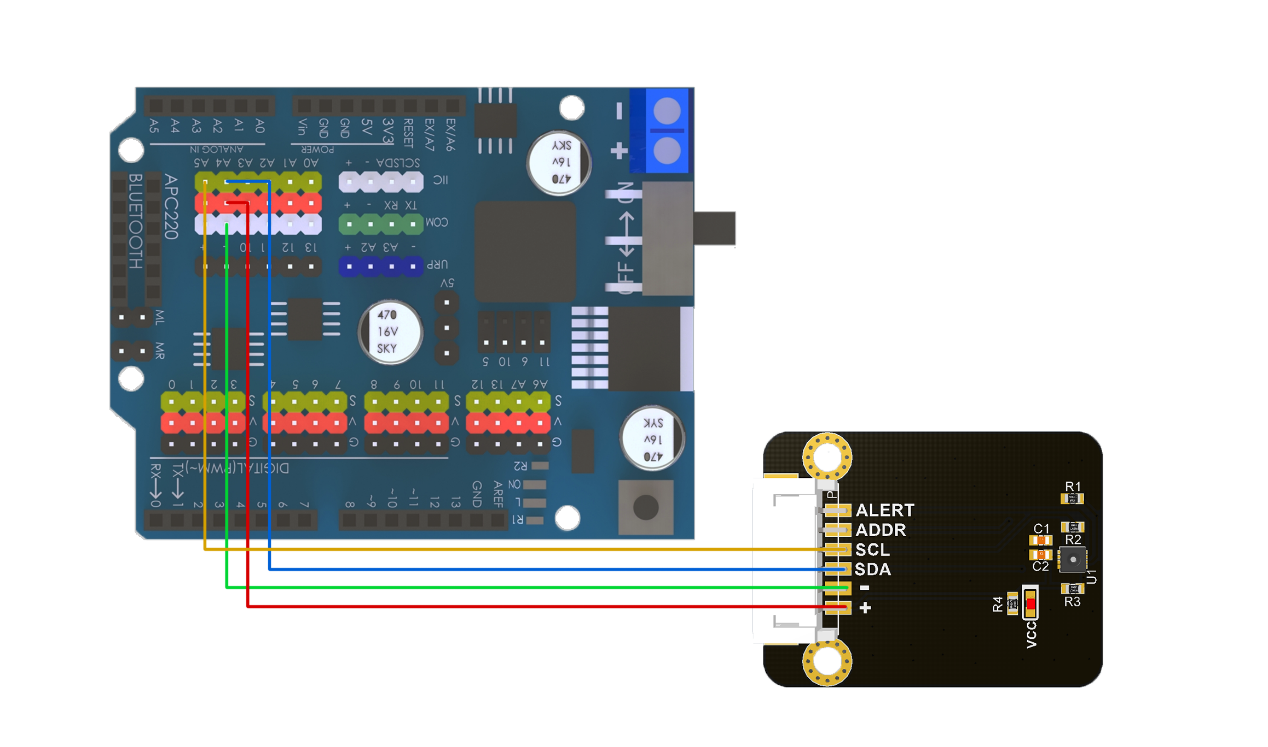 A5 A4 A3 A2 A1 A0
ANALOG IN
Vin GND GND 5V 3V3 RESET EX/A7 EX/A6
POWER
A5 A4 A3 A2 A1 A0
+ - SDA SCL
IIC
+ - RX TX
COM
+ - 10 1 12 13
+ A2 A3 -
URP
BLUETOOTH
APC220
ML
MR
-
+
ON
OFF
SKY
16v
470
470
16V
SKY
5V
5 10 6 11
SYK
16v
470
0 1 2 3 4 5 6 7 8 9 10 11 12 13 A7 A6
S S
V V V
G G G
DIGITAL(PWM~)
RX→0 TX→1 2 3 4 5 6 7 8 ~9 ~10 ~11 12 13 GND AREF
R2
ON
L
R1
P
ALERT
ADDR
SCL
SDA
-
+
R1
R2
C1
C2
U1
R3
R4
VCC